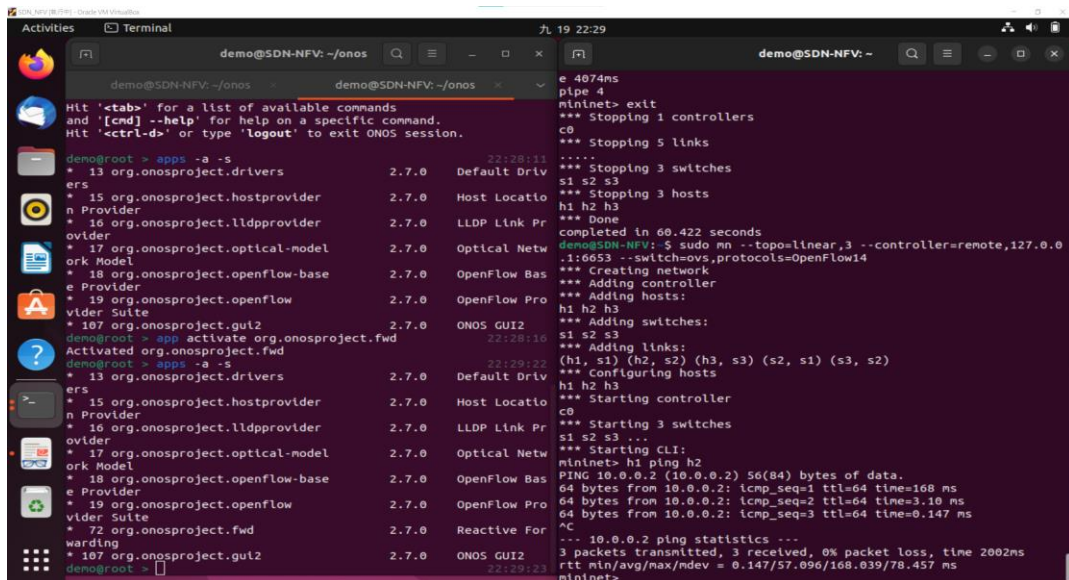 SDN_NFV [展开中] - Oracle VM VirtualBox
Activities
Terminal
九 19 22:29
demo@SDN-NFV: ~/onos
demo@SDN-NFV: ~/onos
demo@SDN-NFV: ~/onos
Hit '<tab>' for a list of available commands
and '[cmd] --help' for help on a specific command.
Hit '<ctrl-d>' or type 'logout' to exit ONOS session.
demo@root > apps -a -s 22:28:11
* 13 org.onosproject.drivers 2.7.0 Default Driv
ers
* 15 org.onosproject.hostprovider 2.7.0 Host Locatio
n Provider
* 16 org.onosproject.lldpprovider 2.7.0 LLDP Link Pr
ovider
* 17 org.onosproject.optical-model 2.7.0 Optical Netw
ork Model
* 18 org.onosproject.openflow-base 2.7.0 OpenFlow Bas
e Provider
* 19 org.onosproject.openflow 2.7.0 OpenFlow Pro
vider Suite
* 107 org.onosproject.gui2 2.7.0 ONOS GUI2
demo@root > app activate org.onosproject.fwd 22:28:16
Activated org.onosproject.fwd
demo@root > apps -a -s 22:29:22
* 13 org.onosproject.drivers 2.7.0 Default Driv
ers
* 15 org.onosproject.hostprovider 2.7.0 Host Locatio
n Provider
* 16 org.onosproject.lldpprovider 2.7.0 LLDP Link Pr
ovider
* 17 org.onosproject.optical-model 2.7.0 Optical Netw
ork Model
* 18 org.onosproject.openflow-base 2.7.0 OpenFlow Bas
e Provider
* 19 org.onosproject.openflow 2.7.0 OpenFlow Pro
vider Suite
* 72 org.onosproject.fwd 2.7.0 Reactive For
warding
* 107 org.onosproject.gui2 2.7.0 ONOS GUI2
demo@root > 22:29:23
demo@SDN-NFV: ~
e 4074ms
pipe 4
mininet> exit
*** Stopping 1 controllers
c0
*** Stopping 5 links
.....
*** Stopping 3 switches
s1 s2 s3
*** Stopping 3 hosts
h1 h2 h3
*** Done
completed in 60.422 seconds
demo@SDN-NFV:~$ sudo mn --topo=linear,3 --controller=remote,127.0.0
.1:6653 --switch=ovs,protocols=OpenFlow14
*** Creating network
*** Adding controller
*** Adding hosts:
h1 h2 h3
*** Adding switches:
s1 s2 s3
*** Adding links:
(h1, s1) (h2, s2) (h3, s3) (s2, s1) (s3, s2)
*** Configuring hosts
h1 h2 h3
*** Starting controller
c0
*** Starting 3 switches
s1 s2 s3 ...
*** Starting CLI:
mininet> h1 ping h2
PING 10.0.0.2 (10.0.0.2) 56(84) bytes of data.
64 bytes from 10.0.0.2: icmp_seq=1 ttl=64 time=168 ms
64 bytes from 10.0.0.2: icmp_seq=2 ttl=64 time=3.10 ms
64 bytes from 10.0.0.2: icmp_seq=3 ttl=64 time=0.147 ms
^C
--- 10.0.0.2 ping statistics ---
3 packets transmitted, 3 received, 0% packet loss, time 2002ms
rtt min/avg/max/mdev = 0.147/57.096/168.039/78.457 ms
mininet>